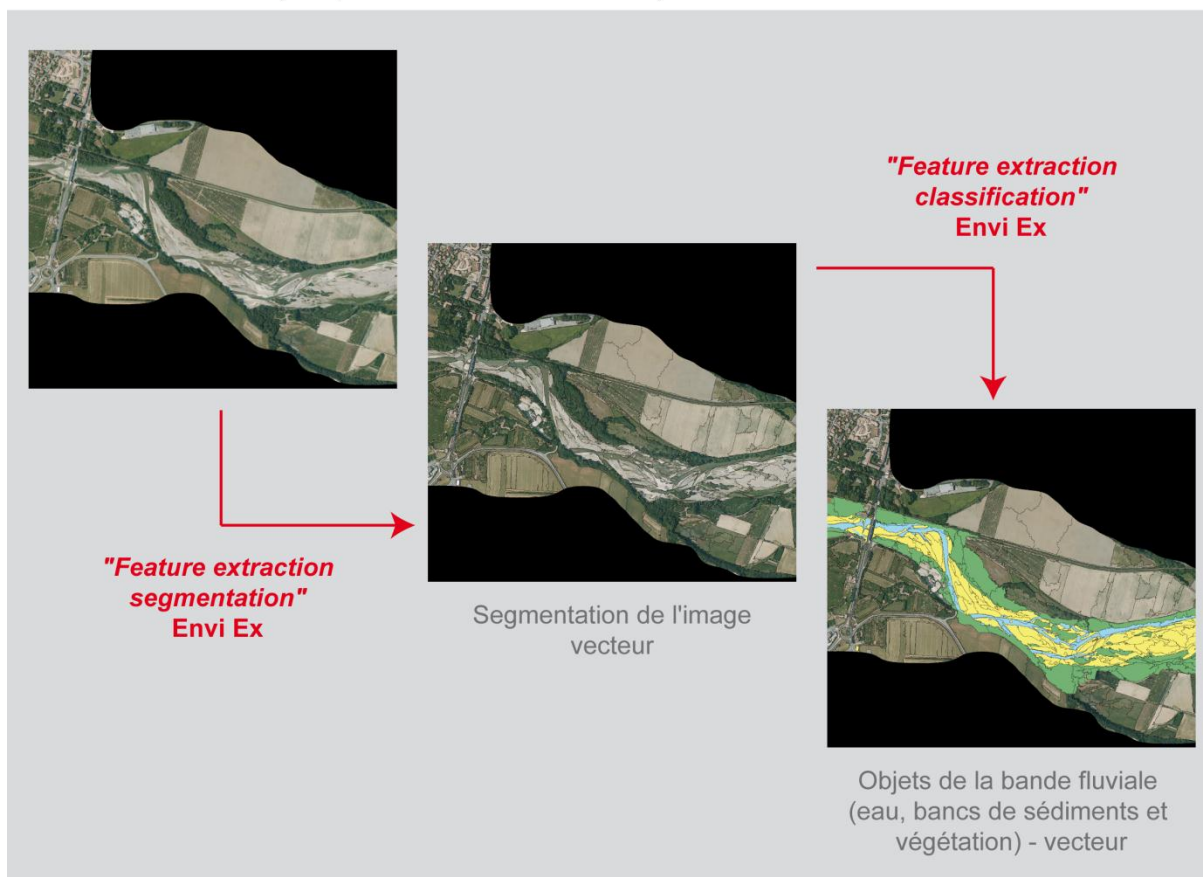 "Feature extraction
segmentation"
Envi Ex
Segmentation de l'image
vecteur
"Feature extraction
classification"
Envi Ex
Objets de la bande fluviale
(eau, bancs de sédiments et
végétation) - vecteur